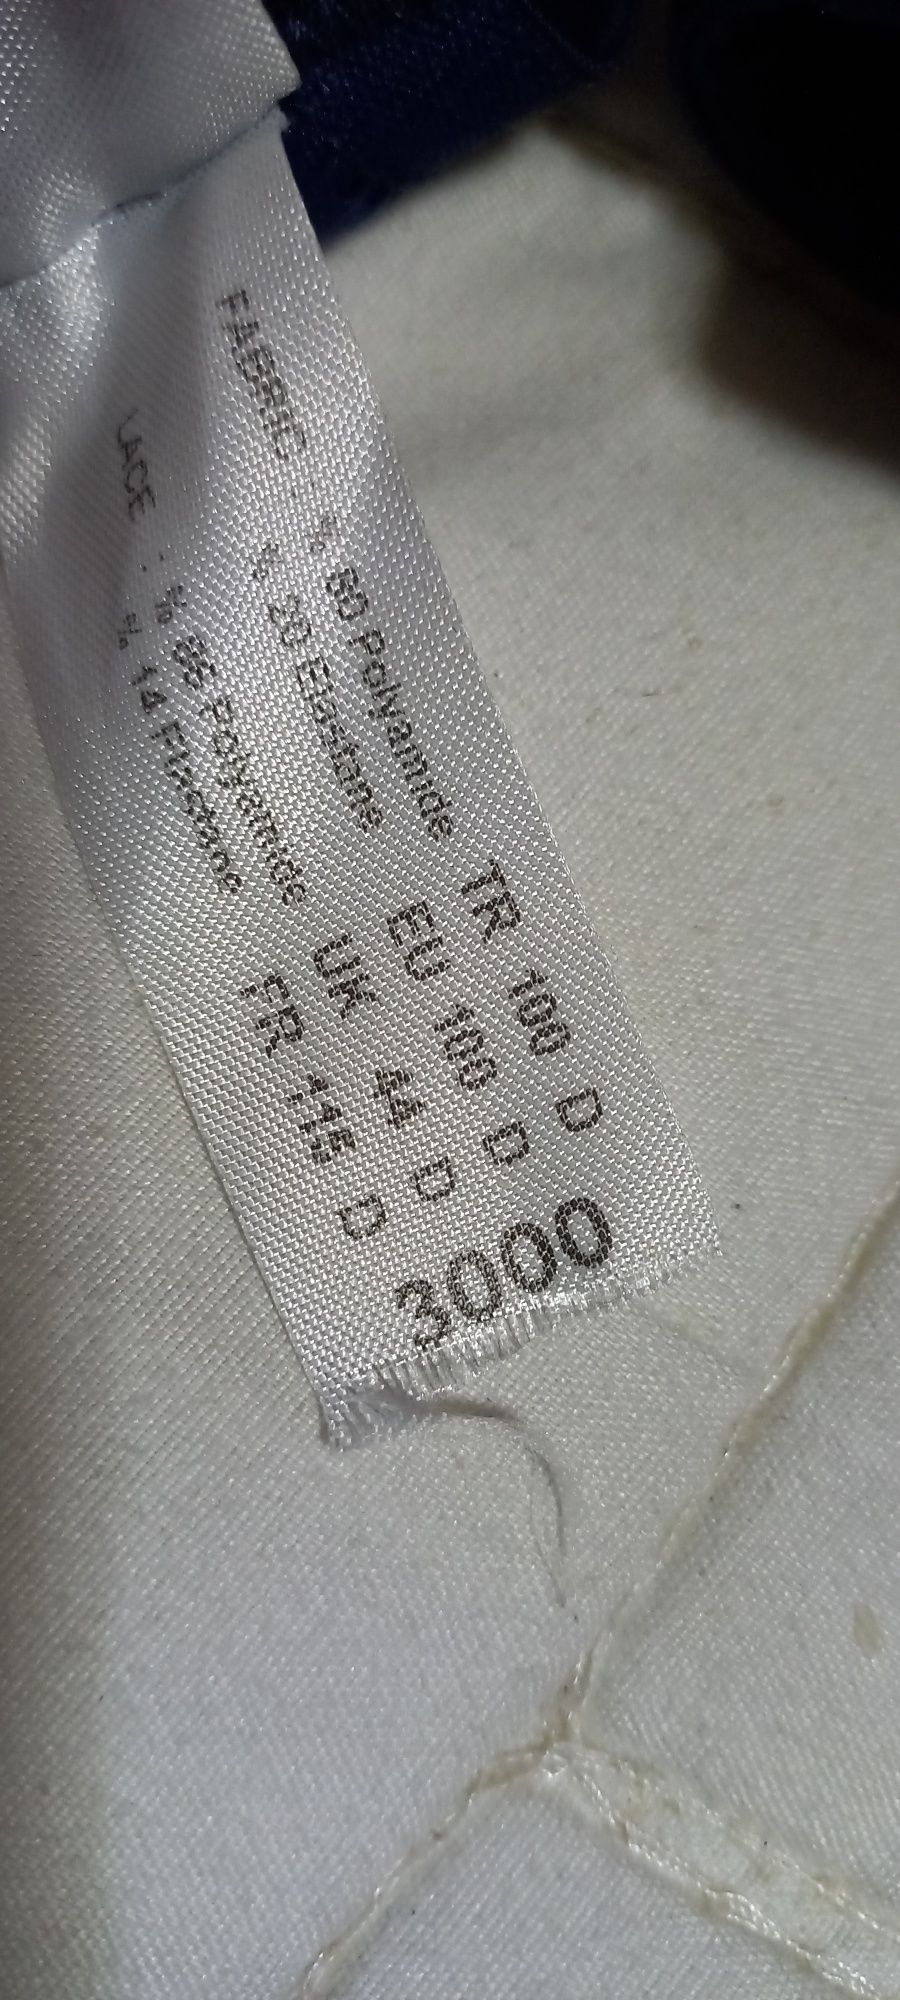 FABRIC : % 80 Polyamide
% 20 Elastane
LACE : % 86 Polyamide
% 14 Elastane
TR 100 D
EU 100 D
UK 44 D
FR 115 D
3000